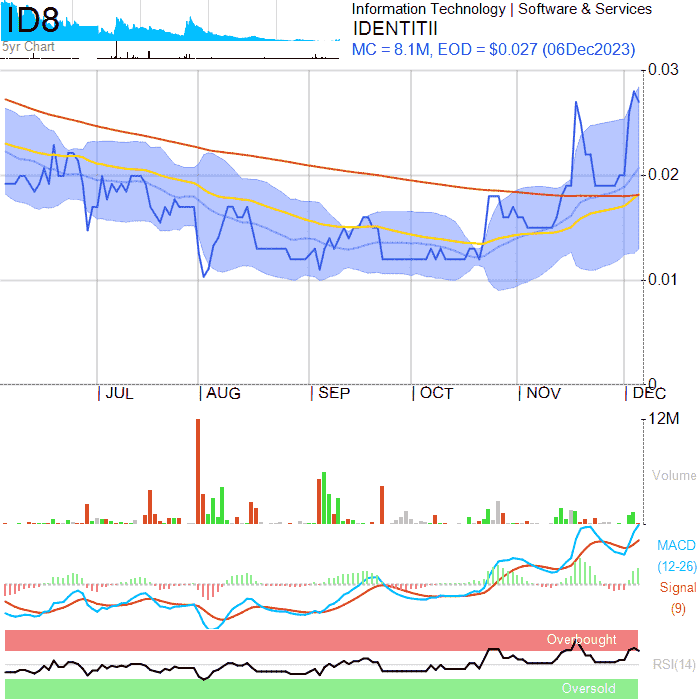 ID8
5yr Chart
Information Technology | Software & Services
IDENTITII
MC = 8.1M, EOD = $0.027 (06Dec2023)
0.03
0.02
0.01
0
JUL
AUG
SEP
OCT
NOV
DEC
12M
Volume
MACD
(12-26)
Signal
(9)
Overbought
RSI(14)
Oversold